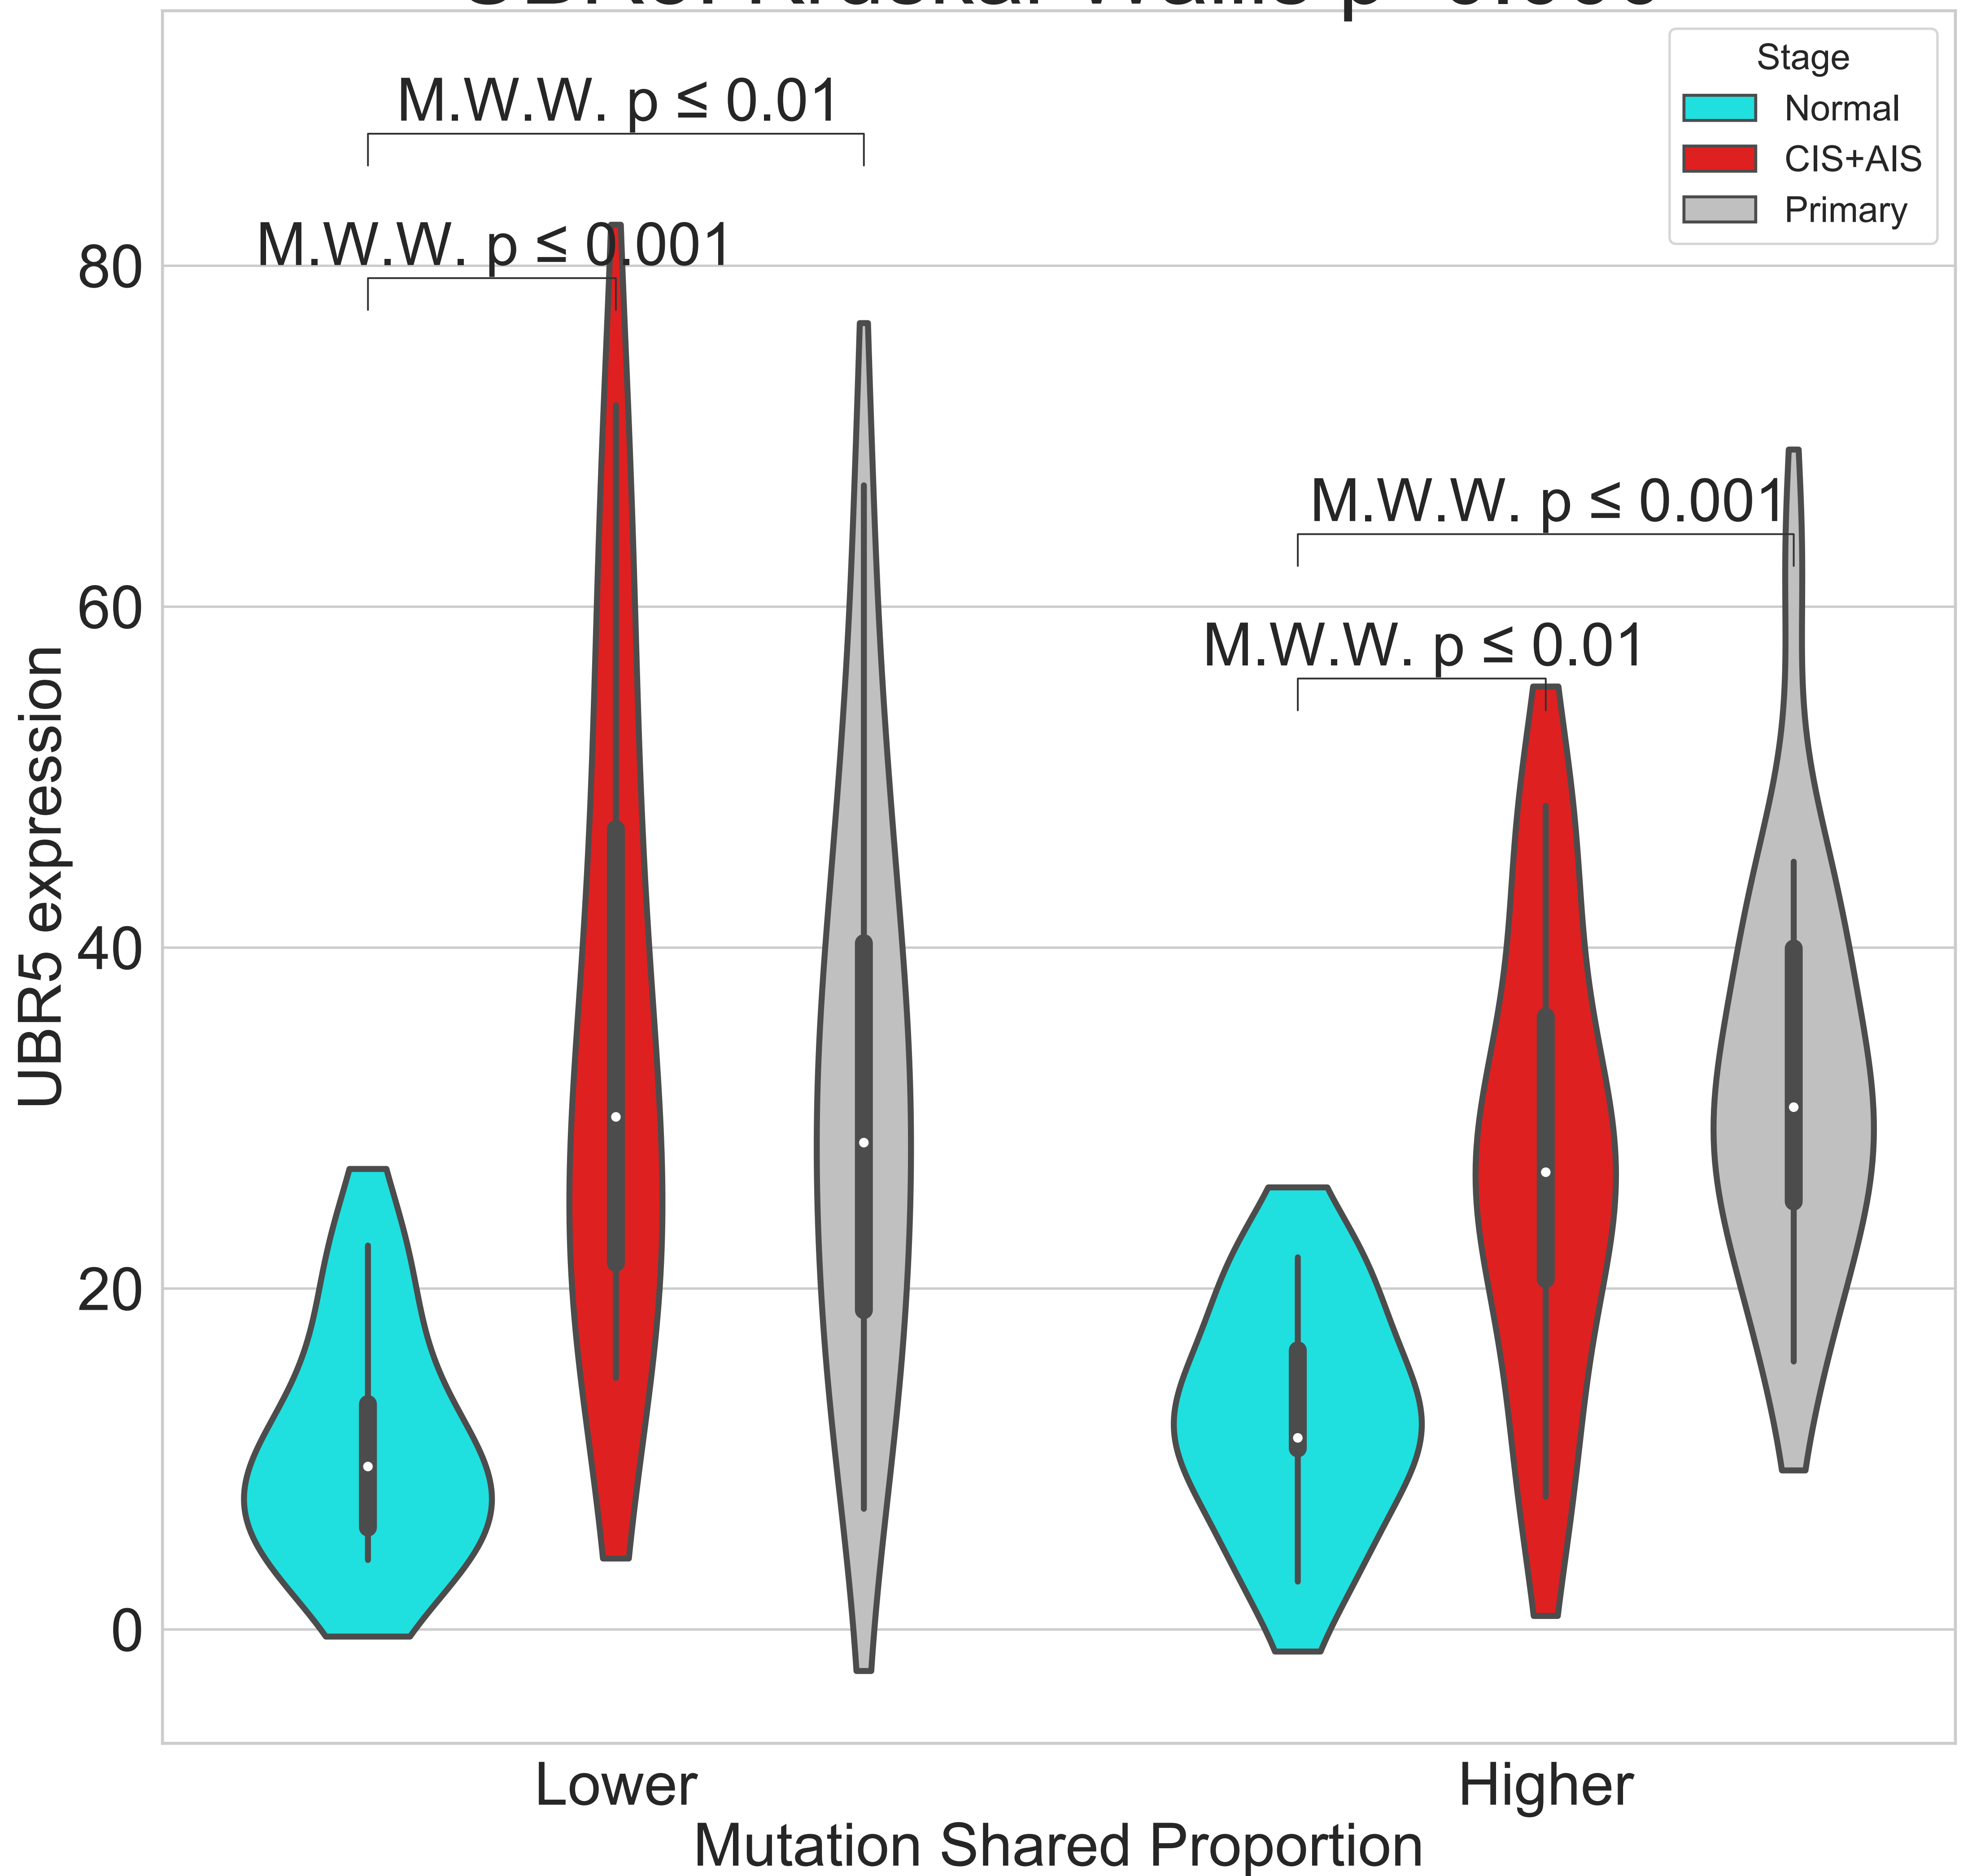 Stage
Normal
CIS+AIS
Primary
M.W.W. p ≤ 0.01
M.W.W. p ≤ 0.001
M.W.W. p ≤ 0.001
M.W.W. p ≤ 0.01
80
60
40
20
0
UBR5 expression
Lower
Higher
Mutation Shared Proportion